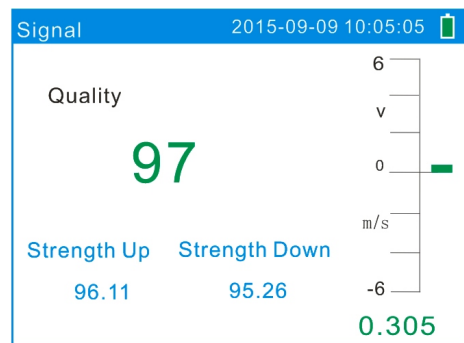 Signal 2015-09-09 10:05:05
6
Quality
v
97
0
m/s
Strength Up Strength Down
96.11 95.26
-6
0.305